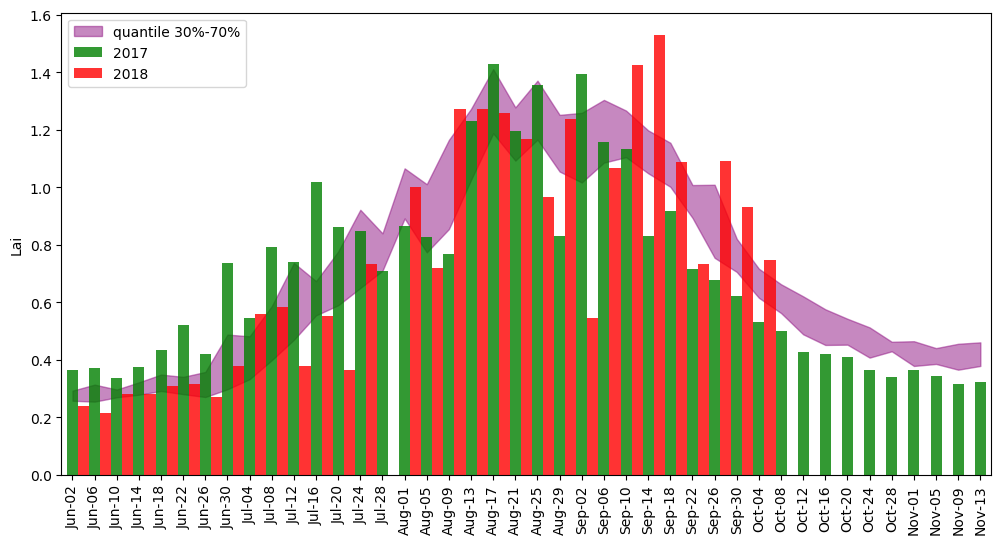 1.6
1.4
1.2
1.0
0.8
0.6
0.4
0.2
0.0
Lai
quantile 30%-70%
2017
2018
Jun-02
Jun-06
Jun-10
Jun-14
Jun-18
Jun-22
Jun-26
Jun-30
Jul-04
Jul-08
Jul-12
Jul-16
Jul-20
Jul-24
Jul-28
Aug-01
Aug-05
Aug-09
Aug-13
Aug-17
Aug-21
Aug-25
Aug-29
Sep-02
Sep-06
Sep-10
Sep-14
Sep-18
Sep-22
Sep-26
Sep-30
Oct-04
Oct-08
Oct-12
Oct-16
Oct-20
Oct-24
Oct-28
Nov-01
Nov-05
Nov-09
Nov-13